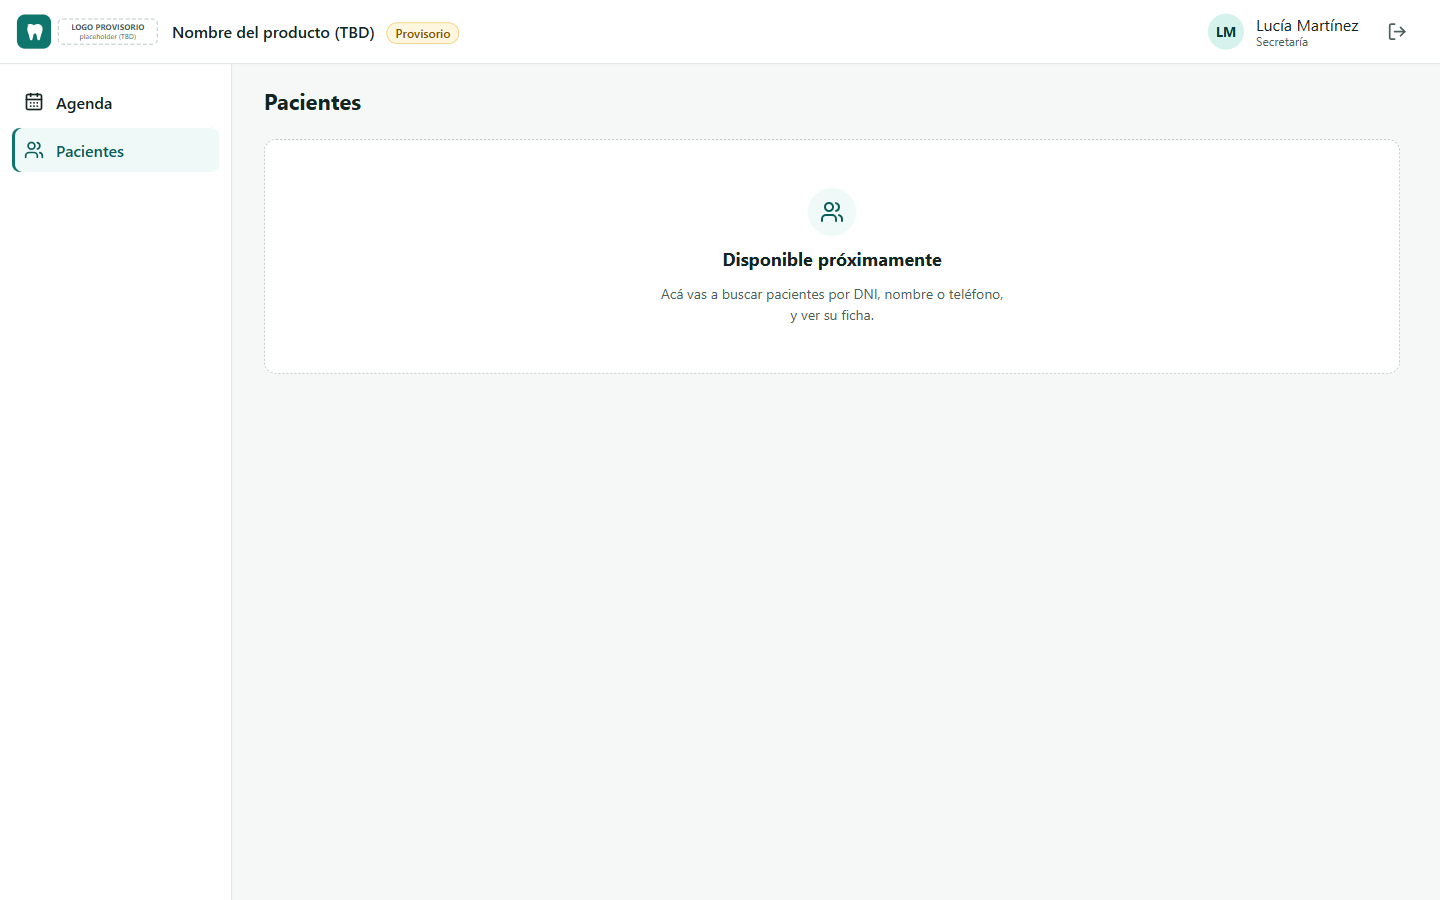 LOGO PROVISORIO
placeholder (TBD)
Nombre del producto (TBD)
Provisorio
LM
Lucía Martínez
Secretaría
Agenda
Pacientes
Pacientes
Disponible próximamente
Acá vas a buscar pacientes por DNI, nombre o teléfono,
y ver su ficha.